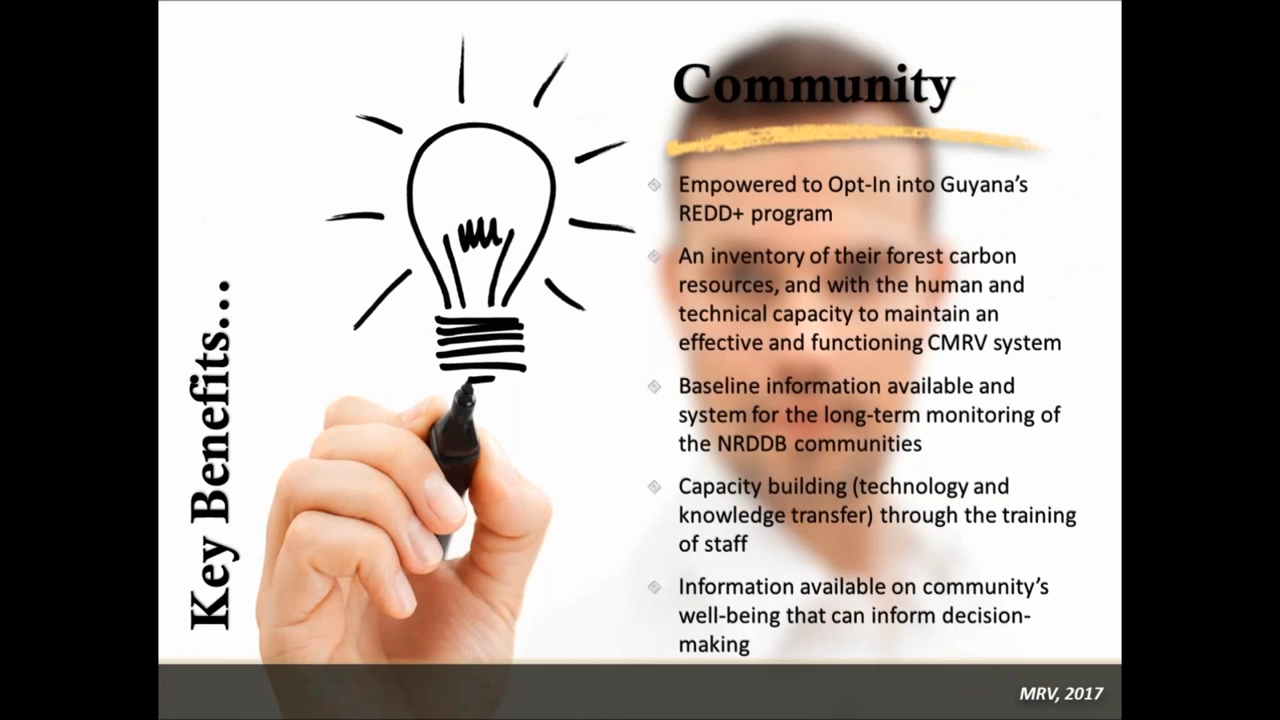 Key Benefits...
Community
Empowered to Opt-In into Guyana's
REDD+ program
An inventory of their forest carbon
resources, and with the human and
technical capacity to maintain an
effective and functioning CMRV system
Baseline information available and
system for the long-term monitoring of
the NRDDB communities
Capacity building (technology and
knowledge transfer) through the training
of staff
Information available on community's
well-being that can inform decision-
making
MRV, 2017